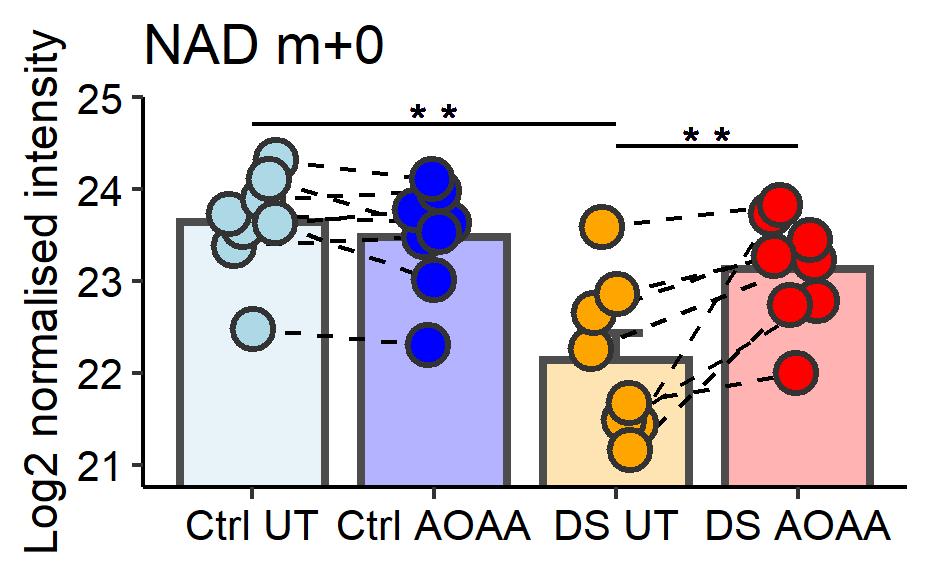 NAD m+0
Log2 normalised intensity
25
24
23
22
21
* *
* *
Ctrl UT
Ctrl AOAA
DS UT
DS AOAA